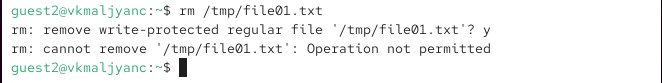 guest2@vkmaljyanc:~$ rm /tmp/file01.txt
rm: remove write-protected regular file '/tmp/file01.txt'? y
rm: cannot remove '/tmp/file01.txt': Operation not permitted
guest2@vkmaljyanc:~$